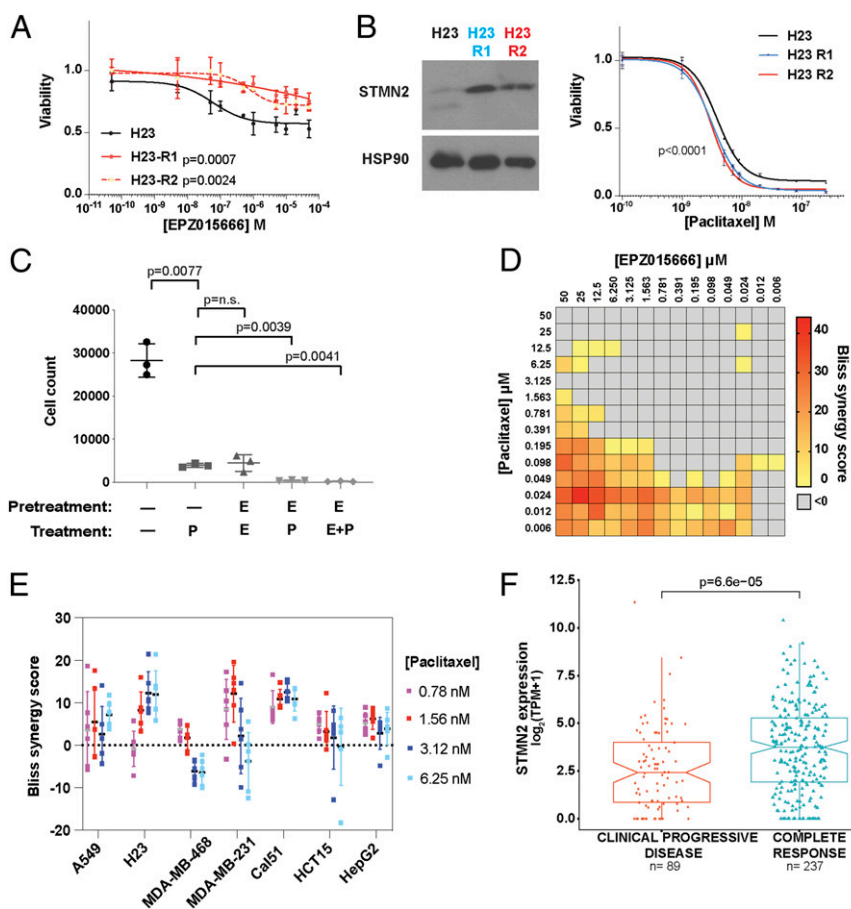 A
Viability
1.0
0.5
0.0
H23
H23-R1 p=0.0007
H23-R2 p=0.0024
10-11 10-10 10-9 10-8 10-7 10-6 10-5 10-4
[EPZ015666] M
B
H23 H23 R1 H23 R2
STMN2
HSP90
Viability
1.5
1.0
0.5
0.0
H23
H23 R1
H23 R2
p<0.0001
10-10 10-9 10-8 10-7
[Paclitaxel] M
C
p=0.0077
p=n.s.
p=0.0039
p=0.0041
Cell count
40000
30000
20000
10000
0
Pretreatment: — — E E E
Treatment: — P E P E+P
D
[EPZ015666] µM
50 25 12.5 6.250 3.125 1.563 0.781 0.391 0.195 0.098 0.049 0.024 0.012 0.006
[Paclitaxel] µM
50
25
12.5
6.25
3.125
1.563
0.781
0.391
0.195
0.098
0.049
0.024
0.012
0.006
40
30
20
10
0
<0
Bliss synergy score
E
Bliss synergy score
30
20
10
0
-10
-20
A549 H23 MDA-MB-468 MDA-MB-231 Cal51 HCT15 HepG2
[Paclitaxel]
0.78 nM
1.56 nM
3.12 nM
6.25 nM
F
p=6.6e−05
STMN2 expression
log2(TPM+1)
12.5
10.0
7.5
5.0
2.5
0.0
CLINICAL PROGRESSIVE DISEASE
n= 89
COMPLETE RESPONSE
n= 237